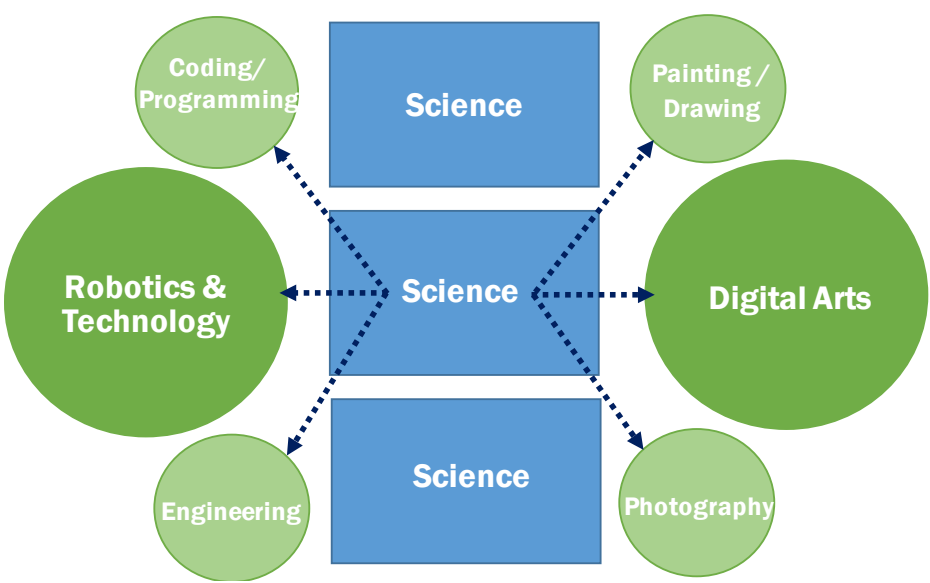 Coding/
Programming
Science
Painting /
Drawing
Robotics &
Technology
Science
Digital Arts
Engineering
Science
Photography